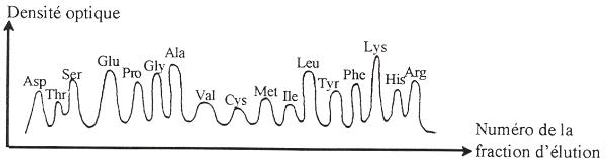 Densité optique
Asp Thr Ser Glu Pro Gly Ala Val Cys Met Ile Leu Tyr Phe Lys His Arg
Numéro de la
fraction d'élution